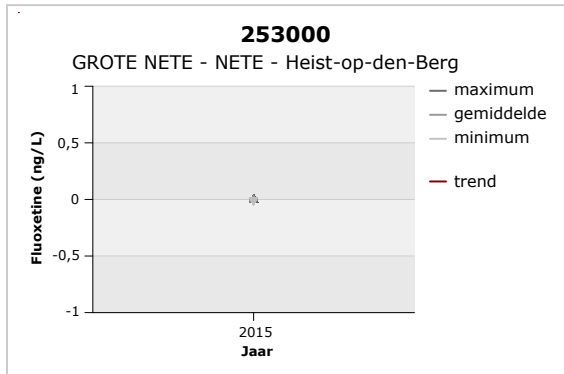 253000
GROTE NETE - NETE - Heist-op-den-Berg
1
0,5
0
-0,5
-1
Fluoxetine (ng/L)
2015
Jaar
maximum
gemiddelde
minimum
trend